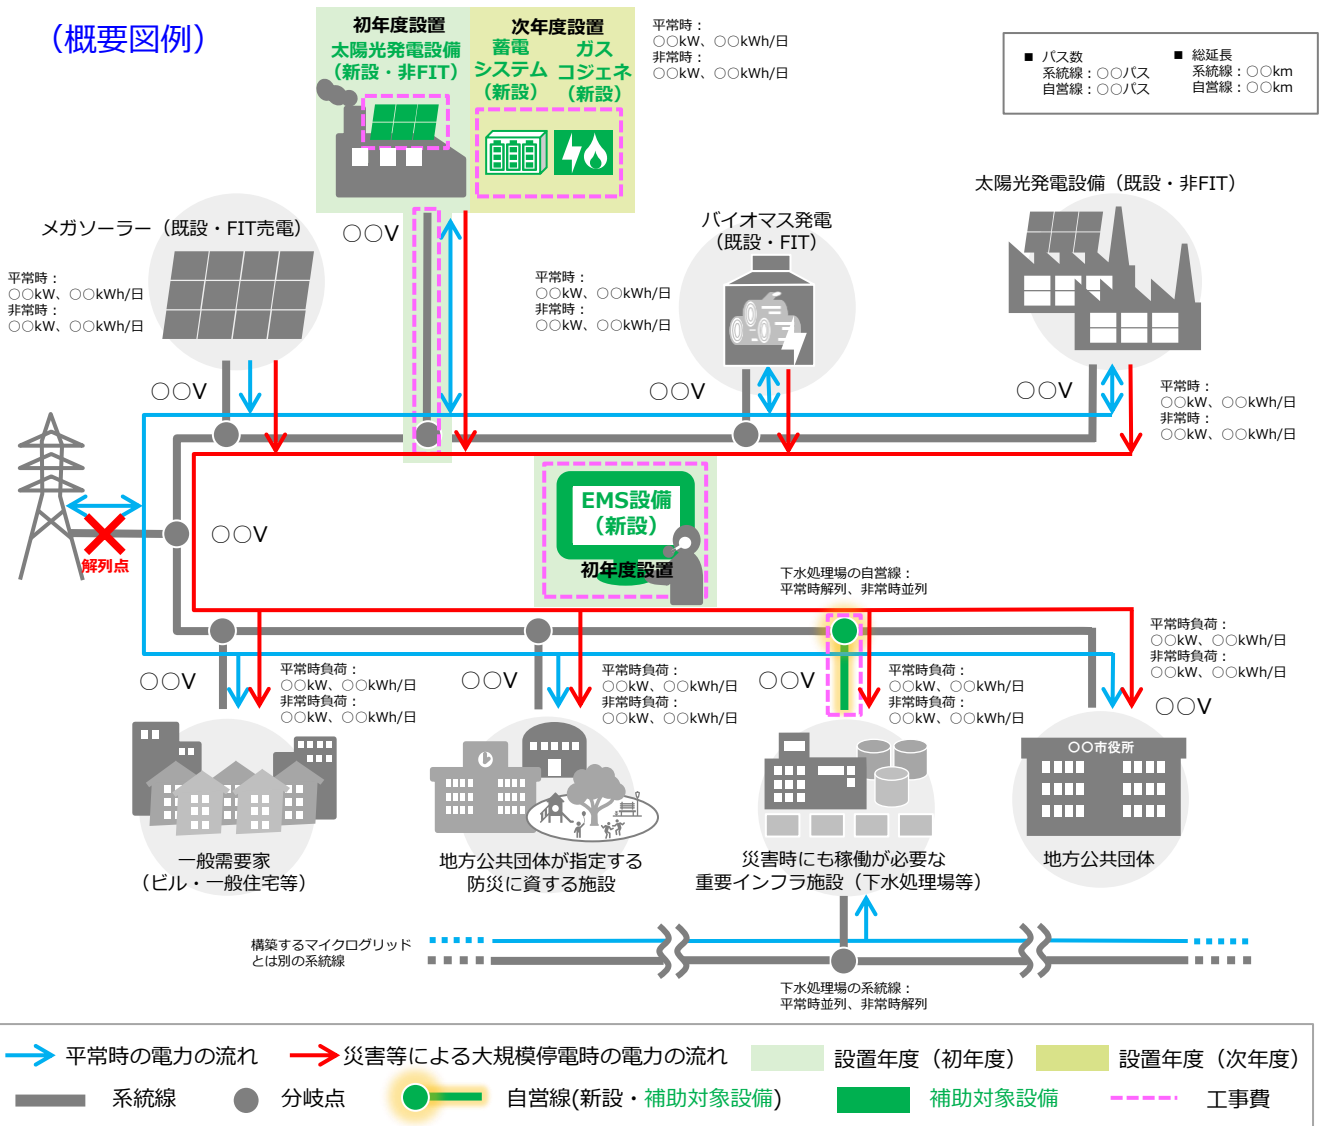 （概要図例）
初年度設置
太陽光発電設備
（新設・非FIT）
次年度設置
蓄電
システム
（新設）
ガス
コジェネ
（新設）
平常時：
○○kW、○○kWh/日
非常時：
○○kW、○○kWh/日
■ パス数
系統線：○○パス
自営線：○○パス
■ 総延長
系統線：○○km
自営線：○○km
メガソーラー（既設・FIT売電）
平常時：
○○kW、○○kWh/日
非常時：
○○kW、○○kWh/日
○○V
○○V
バイオマス発電
（既設・FIT）
平常時：
○○kW、○○kWh/日
非常時：
○○kW、○○kWh/日
○○V
太陽光発電設備（既設・非FIT）
○○V
平常時：
○○kW、○○kWh/日
非常時：
○○kW、○○kWh/日
解列点
○○V
EMS設備
（新設）
初年度設置
下水処理場の自営線：
平常時解列、非常時並列
○○V
平常時負荷：
○○kW、○○kWh/日
非常時負荷：
○○kW、○○kWh/日
○○V
平常時負荷：
○○kW、○○kWh/日
非常時負荷：
○○kW、○○kWh/日
○○V
平常時負荷：
○○kW、○○kWh/日
非常時負荷：
○○kW、○○kWh/日
平常時負荷：
○○kW、○○kWh/日
非常時負荷：
○○kW、○○kWh/日
○○V
○○市役所
一般需要家
（ビル・一般住宅等）
地方公共団体が指定する
防災に資する施設
災害時にも稼働が必要な
重要インフラ施設（下水処理場等）
地方公共団体
構築するマイクログリッド
とは別の系統線
下水処理場の系統線：
平常時並列、非常時解列
平常時の電力の流れ
災害等による大規模停電時の電力の流れ
設置年度（初年度）
設置年度（次年度）
系統線
分岐点
自営線(新設・補助対象設備)
補助対象設備
工事費